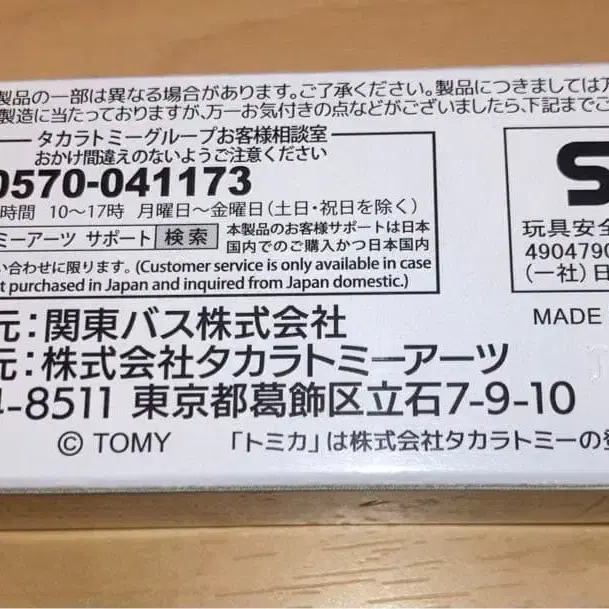 製品の一部は異なる場合があります。ご了承ください。製品につきましては
製造に当たっておりますが、万一お気付きの点などがございましたら、下記までご
タカラトミーグループお客様相談室
おかけ間違えのないようご注意ください
0570-041173
時間 10～17時 月曜日～金曜日(土日・祝日を除く)
ミーアーツ サポート 検索
本製品のお客様サポートは日本
国内でのご購入かつ日本国内
い合わせに限ります。(Customer service is only available in case
t purchased in Japan and inquired from Japan domestic.)
S
玩具安全
4904790
(一社)日
元:関東バス株式会社
MADE
元:株式会社タカラトミーアーツ
-8511 東京都葛飾区立石7-9-10
© TOMY 「トミカ」は株式会社タカラトミーの登